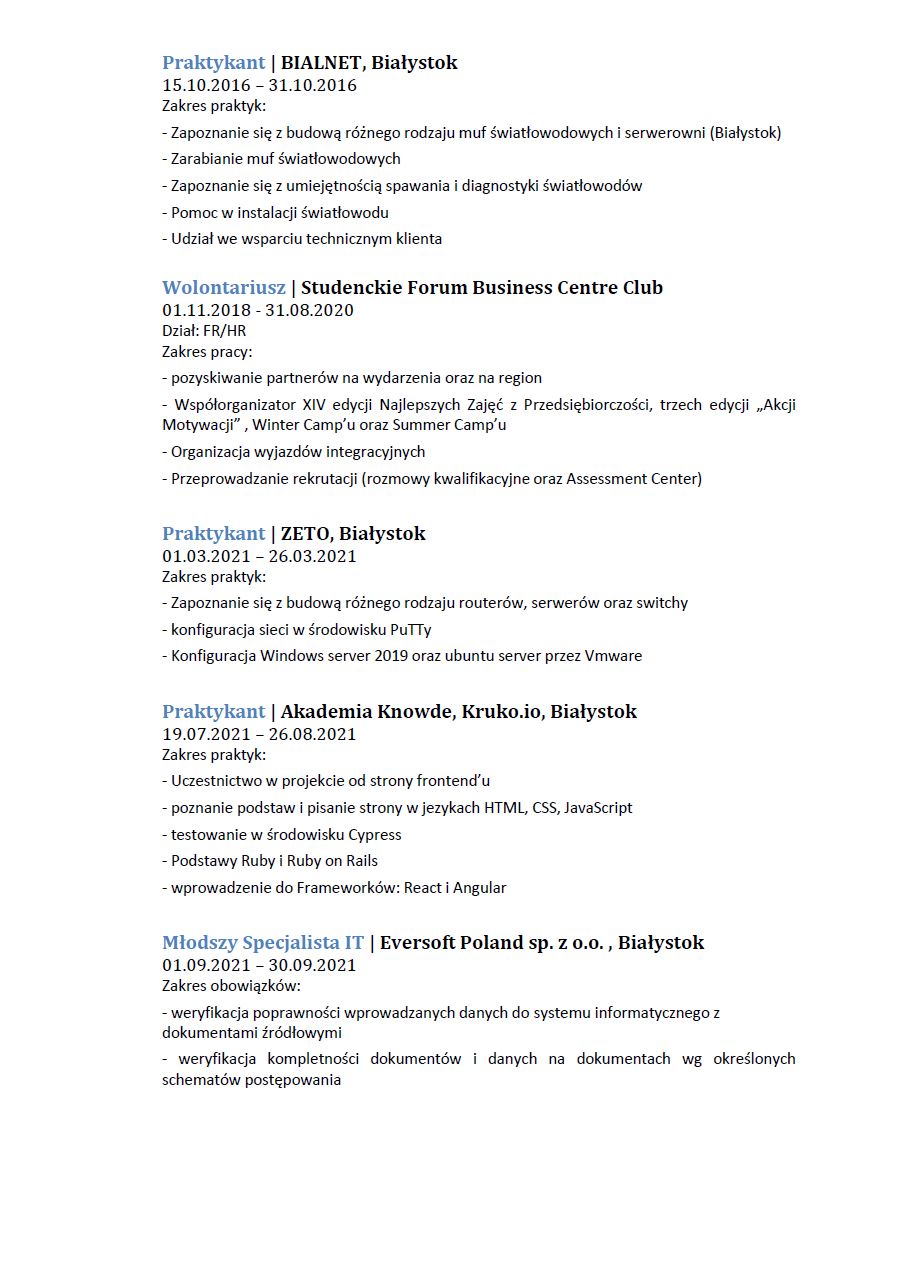 Praktykant | BIALNET, Białystok
15.10.2016 – 31.10.2016
Zakres praktyk:
- Zapoznanie się z budową różnego rodzaju muf światłowodowych i serwerowni (Białystok)
- Zarabianie muf światłowodowych
- Zapoznanie się z umiejętnością spawania i diagnostyki światłowodów
- Pomoc w instalacji światłowodu
- Udział we wsparciu technicznym klienta
Wolontariusz | Studenckie Forum Business Centre Club
01.11.2018 - 31.08.2020
Dział: FR/HR
Zakres pracy:
- pozyskiwanie partnerów na wydarzenia oraz na region
- Współorganizator XIV edycji Najlepszych Zajęć z Przedsiębiorczości, trzech edycji „Akcji
Motywacji” , Winter Camp’u oraz Summer Camp’u
- Organizacja wyjazdów integracyjnych
- Przeprowadzanie rekrutacji (rozmowy kwalifikacyjne oraz Assessment Center)
Praktykant | ZETO, Białystok
01.03.2021 – 26.03.2021
Zakres praktyk:
- Zapoznanie się z budową różnego rodzaju routerów, serwerów oraz switchy
- konfiguracja sieci w środowisku PuTTy
- Konfiguracja Windows server 2019 oraz ubuntu server przez Vmware
Praktykant | Akademia Knowde, Kruko.io, Białystok
19.07.2021 – 26.08.2021
Zakres praktyk:
- Uczestnictwo w projekcie od strony frontend’u
- poznanie podstaw i pisanie strony w jezykach HTML, CSS, JavaScript
- testowanie w środowisku Cypress
- Podstawy Ruby i Ruby on Rails
- wprowadzenie do Frameworków: React i Angular
Młodszy Specjalista IT | Eversoft Poland sp. z o.o. , Białystok
01.09.2021 – 30.09.2021
Zakres obowiązków:
- weryfikacja poprawności wprowadzanych danych do systemu informatycznego z
dokumentami źródłowymi
- weryfikacja kompletności dokumentów i danych na dokumentach wg określonych
schematów postępowania